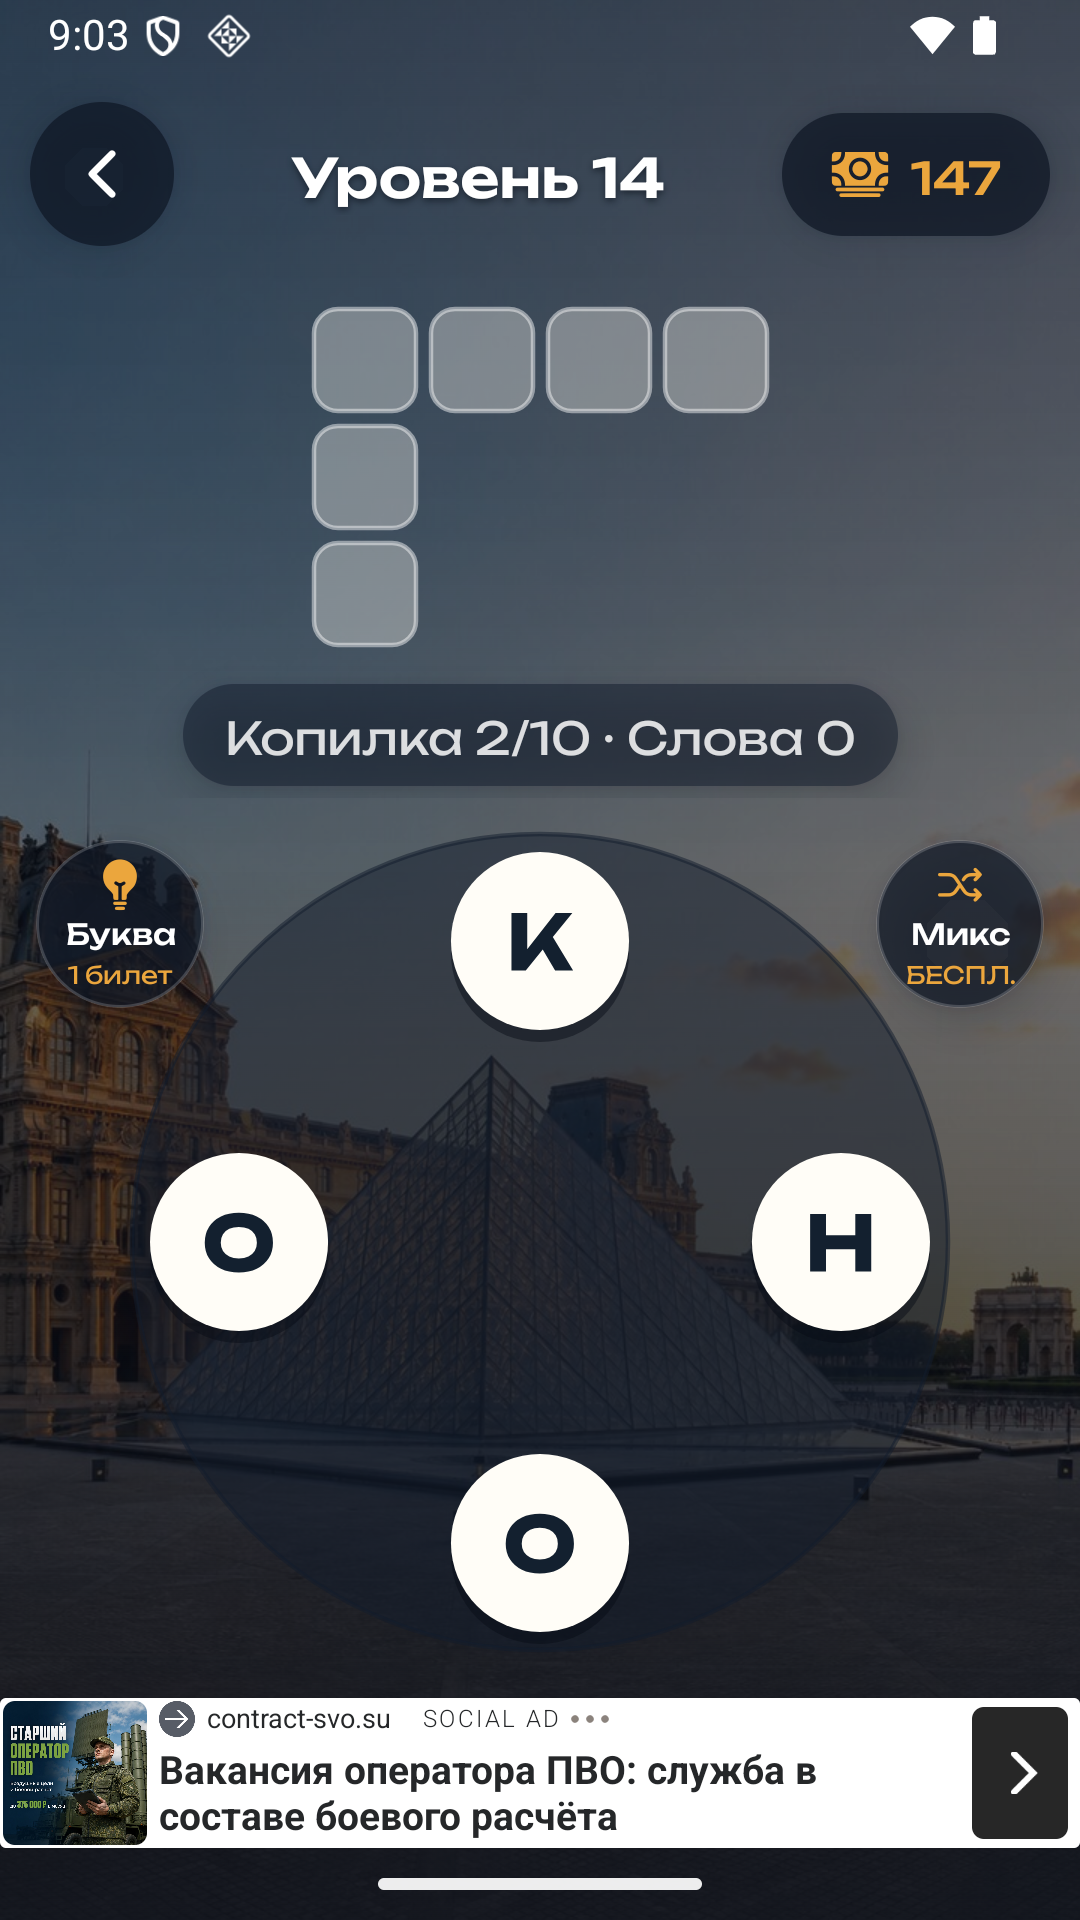 9:03
Уровень 14
147
Копилка 2/10 · Слова 0
Буква
1 билет
Микс
БЕСПЛ.
К
О
Н
О
СТАРШИЙ
ОПЕРАТОР
ПВО
contract-svo.su SOCIAL AD
Вакансия оператора ПВО: служба в
составе боевого расчёта